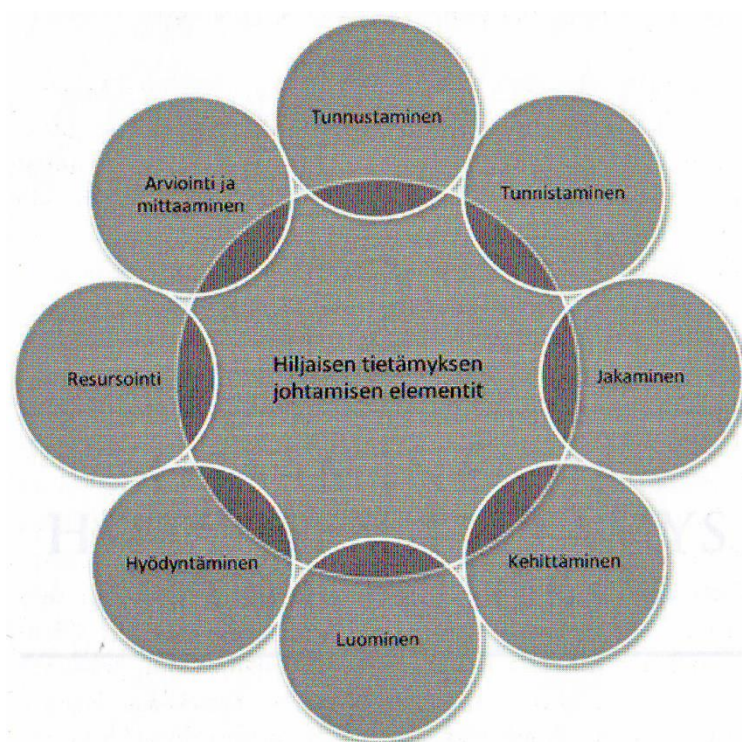 Tunnustaminen
Tunnistaminen
Jakaminen
Kehittäminen
Luominen
Hyödyntäminen
Resursointi
Arviointi ja
mittaaminen
Hiljaisen tietämyksen
johtamisen elementit